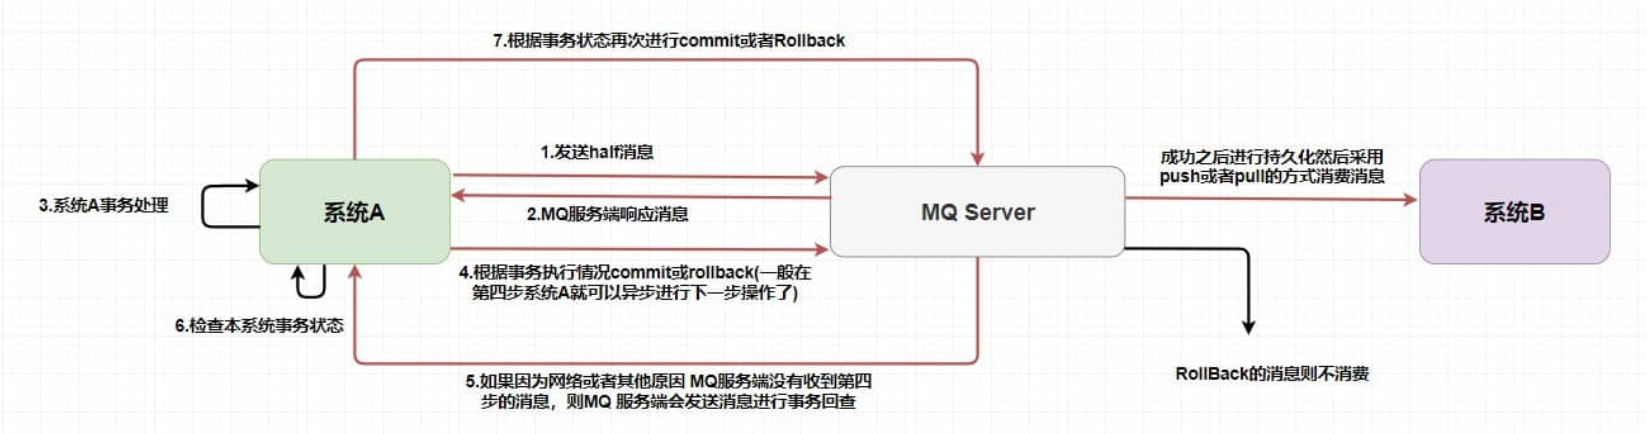 7.根据事务状态再次进行commit或者Rollback
1.发送half消息
成功之后进行持久化然后采用
push或者pull的方式消费消息
3.系统A事务处理
系统A
2.MQ服务端响应消息
MQ Server
系统B
4.根据事务执行情况commit或rollback(一般在
第四步系统A就可以异步进行下一步操作了)
6.检查本系统事务状态
RollBack的消息则不消费
5.如果因为网络或者其他原因 MQ服务端没有收到第四
步的消息，则MQ 服务端会发送消息进行事务回查